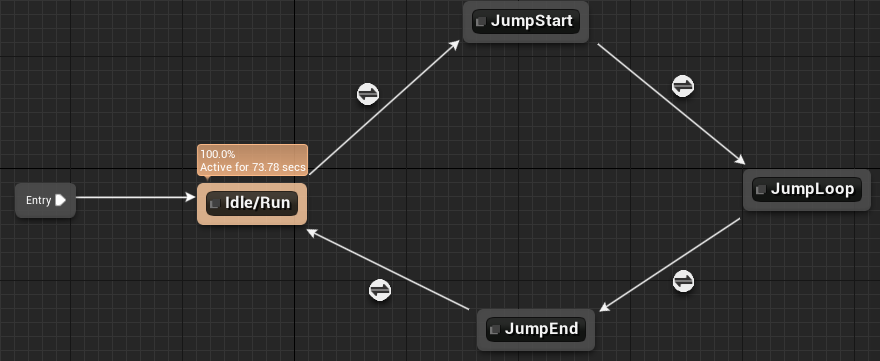 JumpStart
100.0%
Active for 73.78 secs
JumpLoop
Entry
Idle/Run
JumpEnd